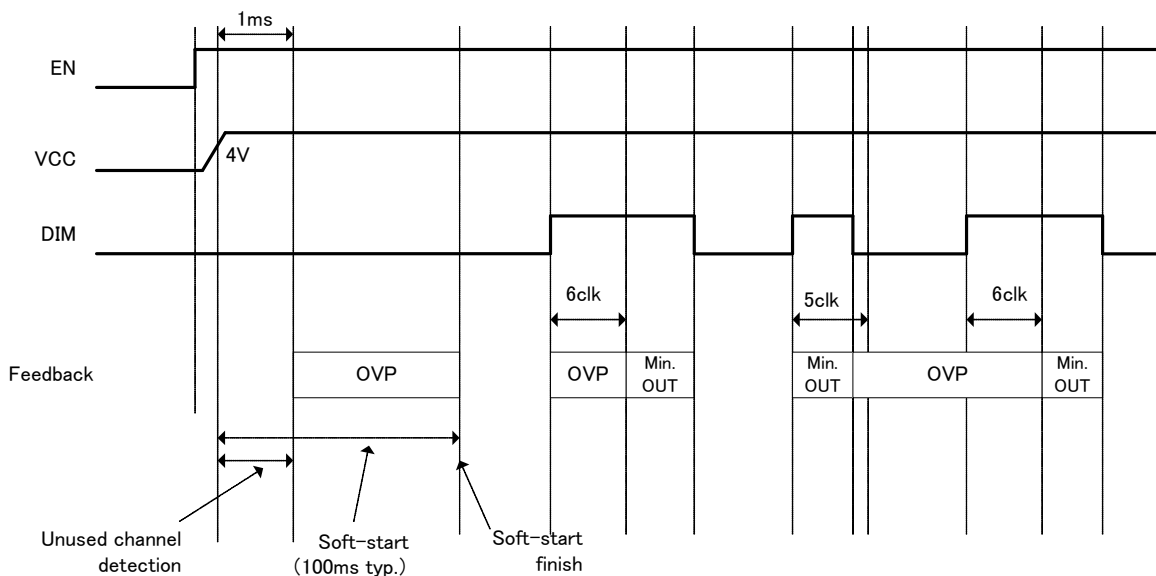 1ms
EN
VCC
4V
DIM
6clk
5clk
6clk
Feedback
OVP
OVP
Min.
OUT
Min.
OUT
OVP
Min.
OUT
Unused channel
detection
Soft-start
(100ms typ.)
Soft-start
finish